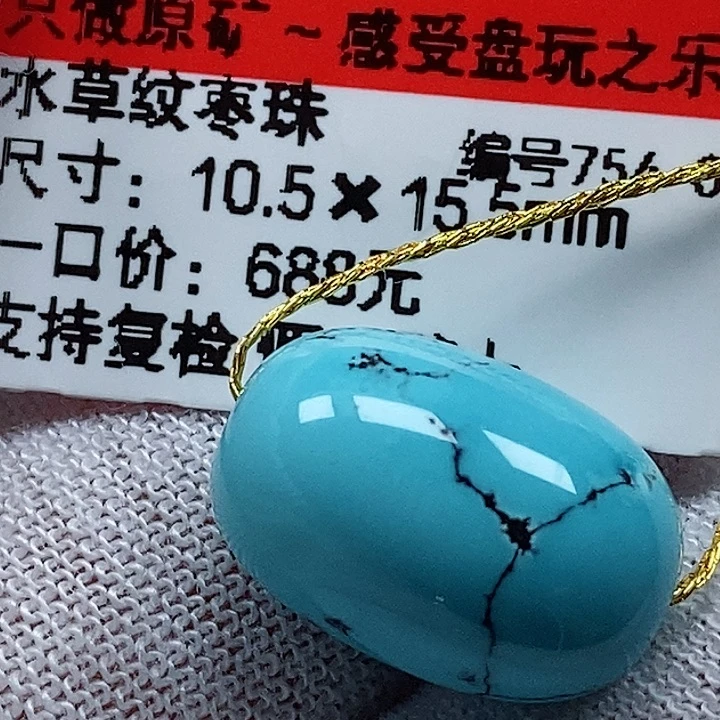 只做原矿~感受盘玩之乐
水草纹枣珠
编号754
尺寸：10.5×15.5mm
一口价：688元
支持复检